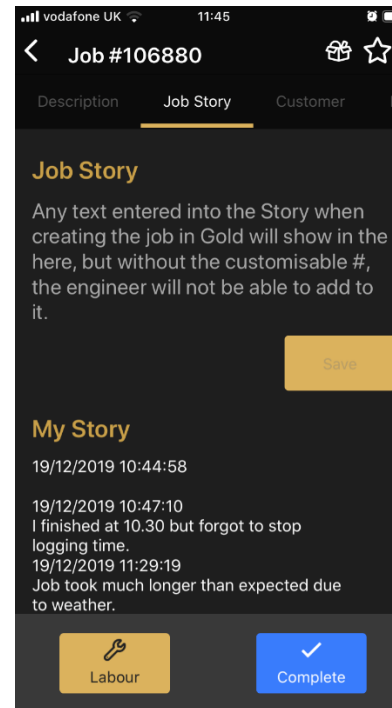 vodafone UK 11:45
Job #106880
Description Job Story Customer
Job Story
Any text entered into the Story when
creating the job in Gold will show in the
here, but without the customisable #,
the engineer will not be able to add to
it.
Save
My Story
19/12/2019 10:44:58
19/12/2019 10:47:10
I finished at 10.30 but forgot to stop
logging time.
19/12/2019 11:29:19
Job took much longer than expected due
to weather.
Labour Complete